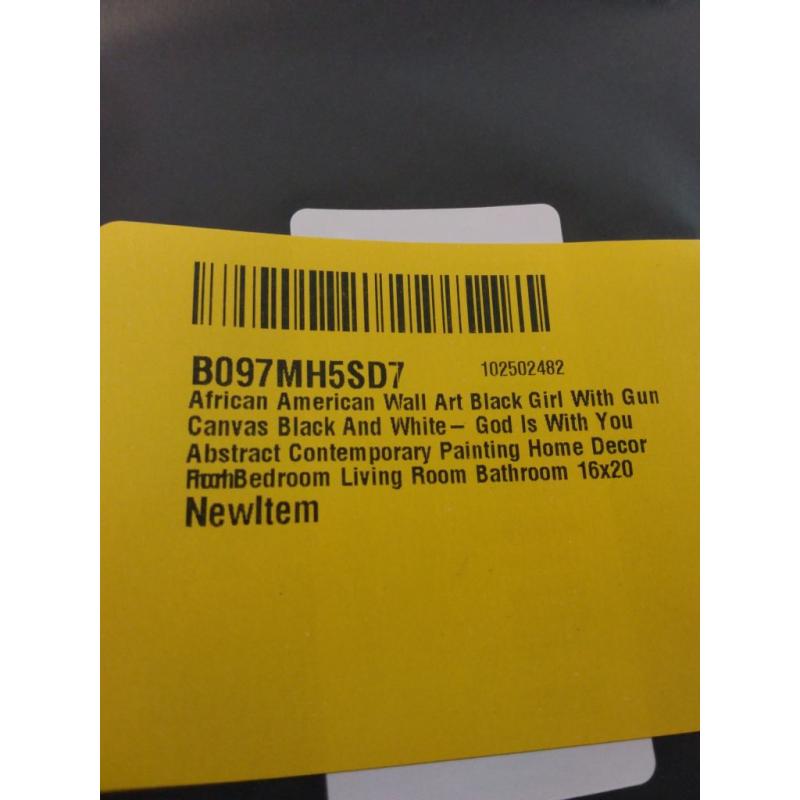 B097MH5SD7 102502482
African American Wall Art Black Girl With Gun
Canvas Black And White– God Is With You
Abstract Contemporary Painting Home Decor
Bedroom Living Room Bathroom 16x20
NewItem